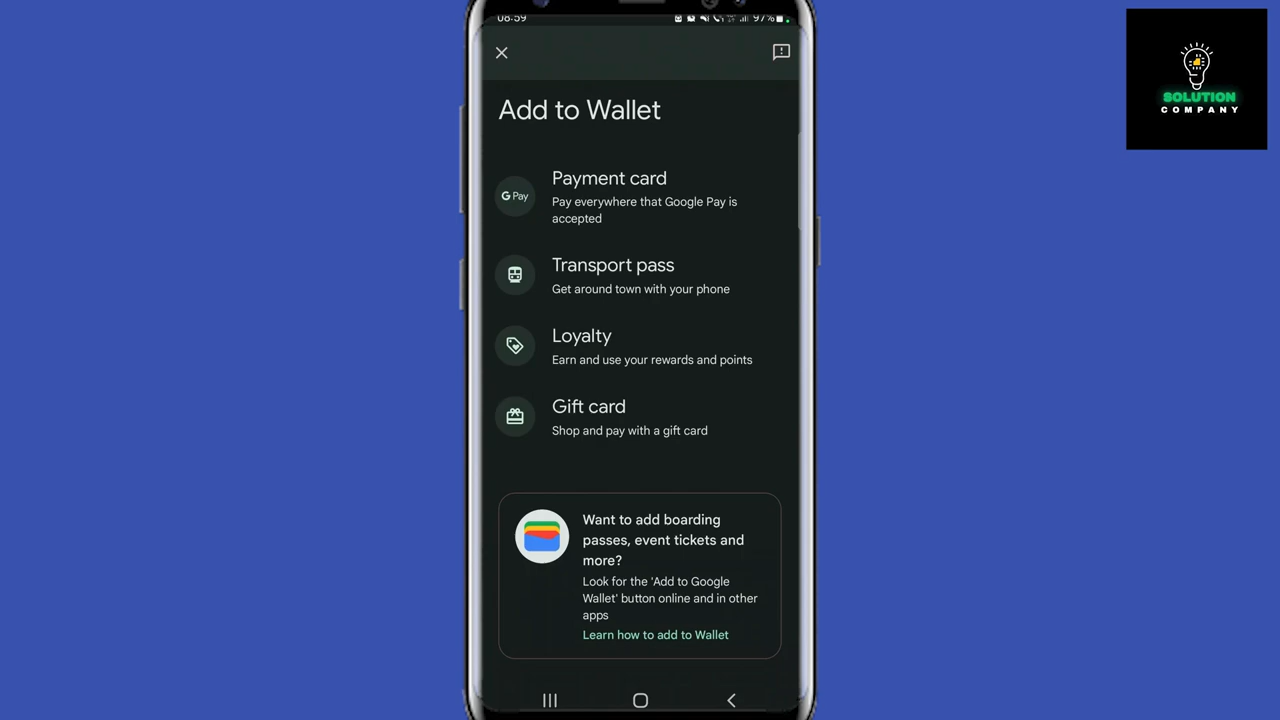 08:59 97%
SOLUTION
COMPANY
Add to Wallet
G Pay
Payment card
Pay everywhere that Google Pay is
accepted
Transport pass
Get around town with your phone
Loyalty
Earn and use your rewards and points
Gift card
Shop and pay with a gift card
Want to add boarding
passes, event tickets and
more?
Look for the 'Add to Google
Wallet' button online and in other
apps
Learn how to add to Wallet